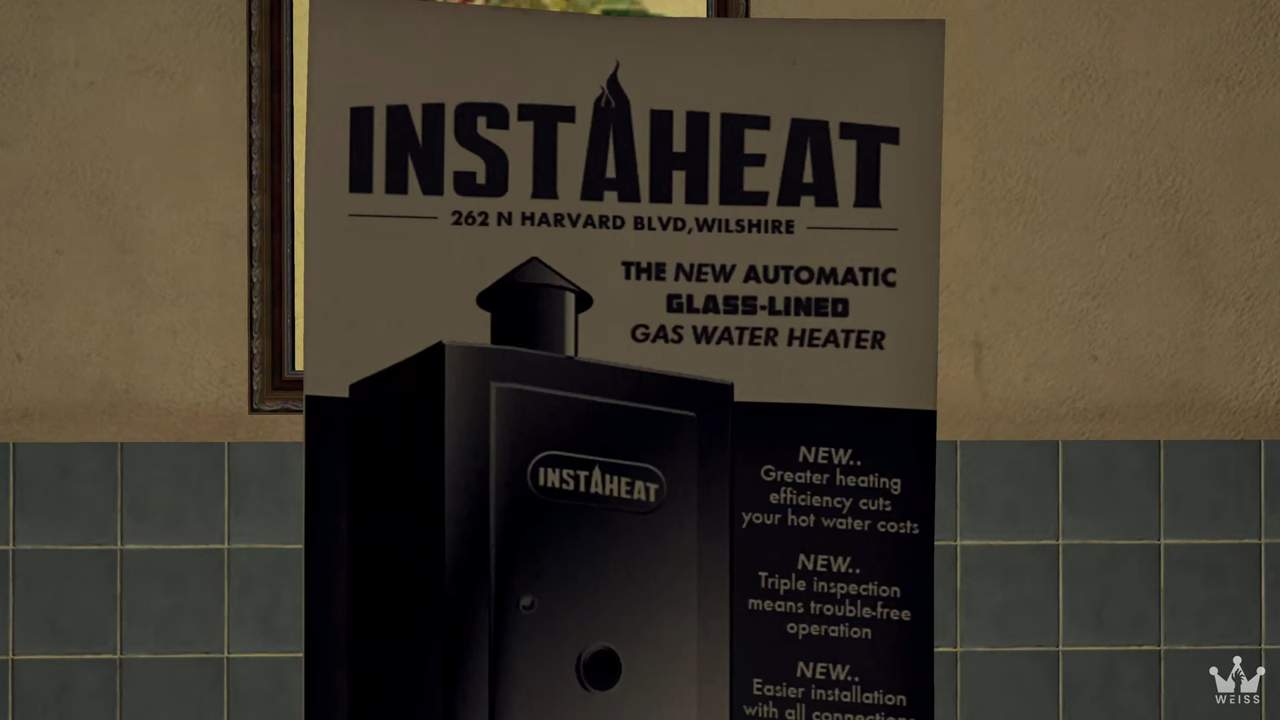 INSTAHEAT
262 N HARVARD BLVD,WILSHIRE
THE NEW AUTOMATIC
GLASS-LINED
GAS WATER HEATER
INSTAHEAT
NEW..
Greater heating
efficiency cuts
your hot water costs
NEW..
Triple inspection
means trouble-free
operation
NEW..
Easier installation
with all connections
WEISS